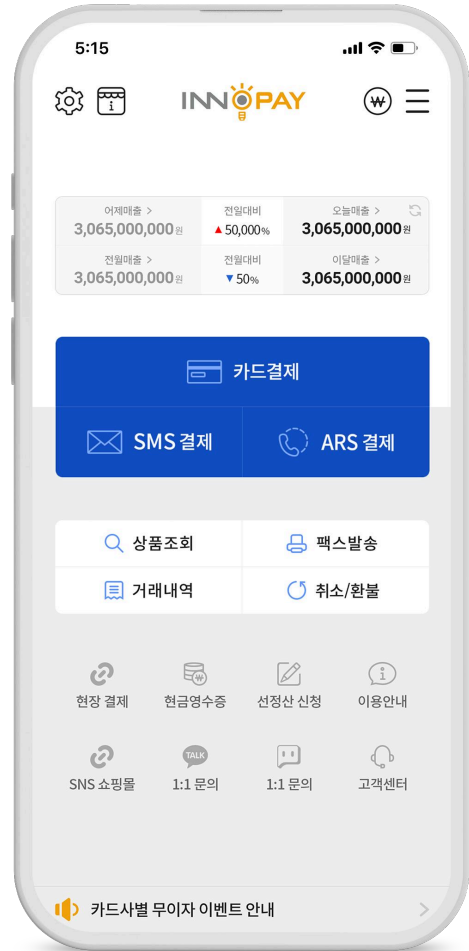 5:15
INNOPAY
어제매출 > 전일대비 오늘매출 >
3,065,000,000원 ▲50,000% 3,065,000,000원
전월매출 > 전월대비 이달매출 >
3,065,000,000원 ▼50% 3,065,000,000원
카드결제
SMS 결제 ARS 결제
상품조회 팩스발송
거래내역 취소/환불
현장 결제 현금영수증 선정산 신청 이용안내
TALK
SNS 쇼핑몰 1:1 문의 1:1 문의 고객센터
카드사별 무이자 이벤트 안내 >